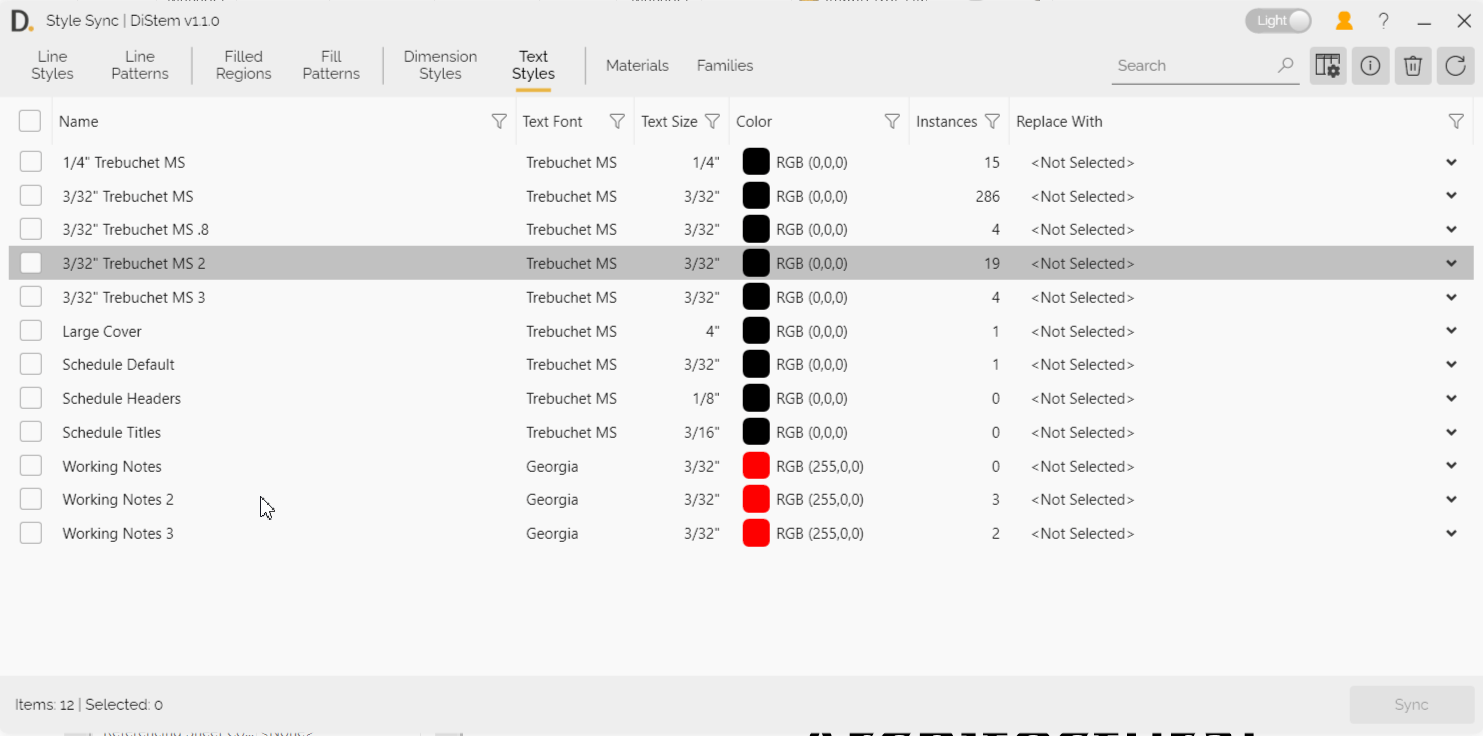 D. Style Sync | DiStem v1.1.0 Light ?
Line Styles Line Patterns Filled Regions Fill Patterns Dimension Styles Text Styles Materials Families Search
Name Text Font Text Size Color Instances Replace With
1/4" Trebuchet MS Trebuchet MS 1/4" RGB (0,0,0) 15 <Not Selected>
3/32" Trebuchet MS Trebuchet MS 3/32" RGB (0,0,0) 286 <Not Selected>
3/32" Trebuchet MS .8 Trebuchet MS 3/32" RGB (0,0,0) 4 <Not Selected>
3/32" Trebuchet MS 2 Trebuchet MS 3/32" RGB (0,0,0) 19 <Not Selected>
3/32" Trebuchet MS 3 Trebuchet MS 3/32" RGB (0,0,0) 4 <Not Selected>
Large Cover Trebuchet MS 4" RGB (0,0,0) 1 <Not Selected>
Schedule Default Trebuchet MS 3/32" RGB (0,0,0) 1 <Not Selected>
Schedule Headers Trebuchet MS 1/8" RGB (0,0,0) 0 <Not Selected>
Schedule Titles Trebuchet MS 3/16" RGB (0,0,0) 0 <Not Selected>
Working Notes Georgia 3/32" RGB (255,0,0) 0 <Not Selected>
Working Notes 2 Georgia 3/32" RGB (255,0,0) 3 <Not Selected>
Working Notes 3 Georgia 3/32" RGB (255,0,0) 2 <Not Selected>
Items: 12 | Selected: 0 Sync